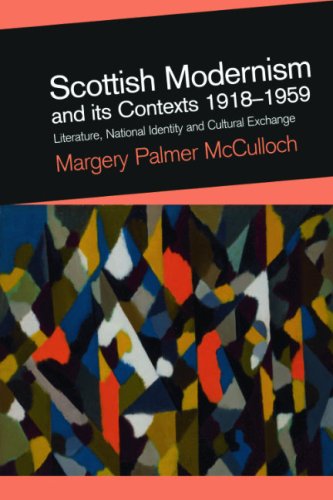 Scottish Modernism
and its Contexts 1918–1959
Literature, National Identity and Cultural Exchange
Margery Palmer McCulloch